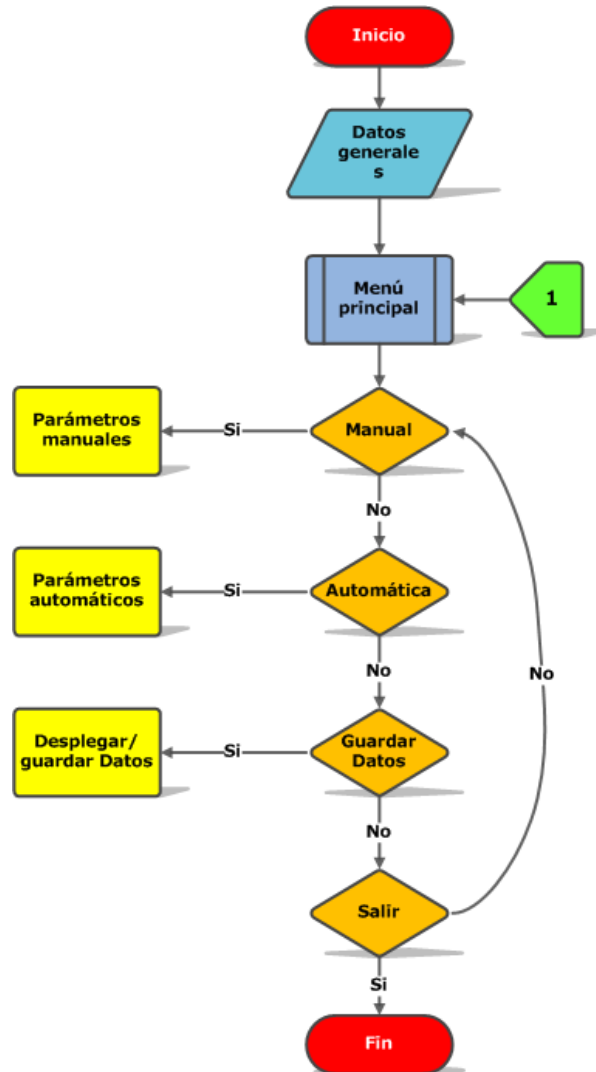 Inicio
Datos
generale
s
Menú
principal
1
Parámetros
manuales
Si
Manual
No
Parámetros
automáticos
Si
Automática
No
No
Desplegar/
guardar Datos
Si
Guardar
Datos
No
Salir
Si
Fin